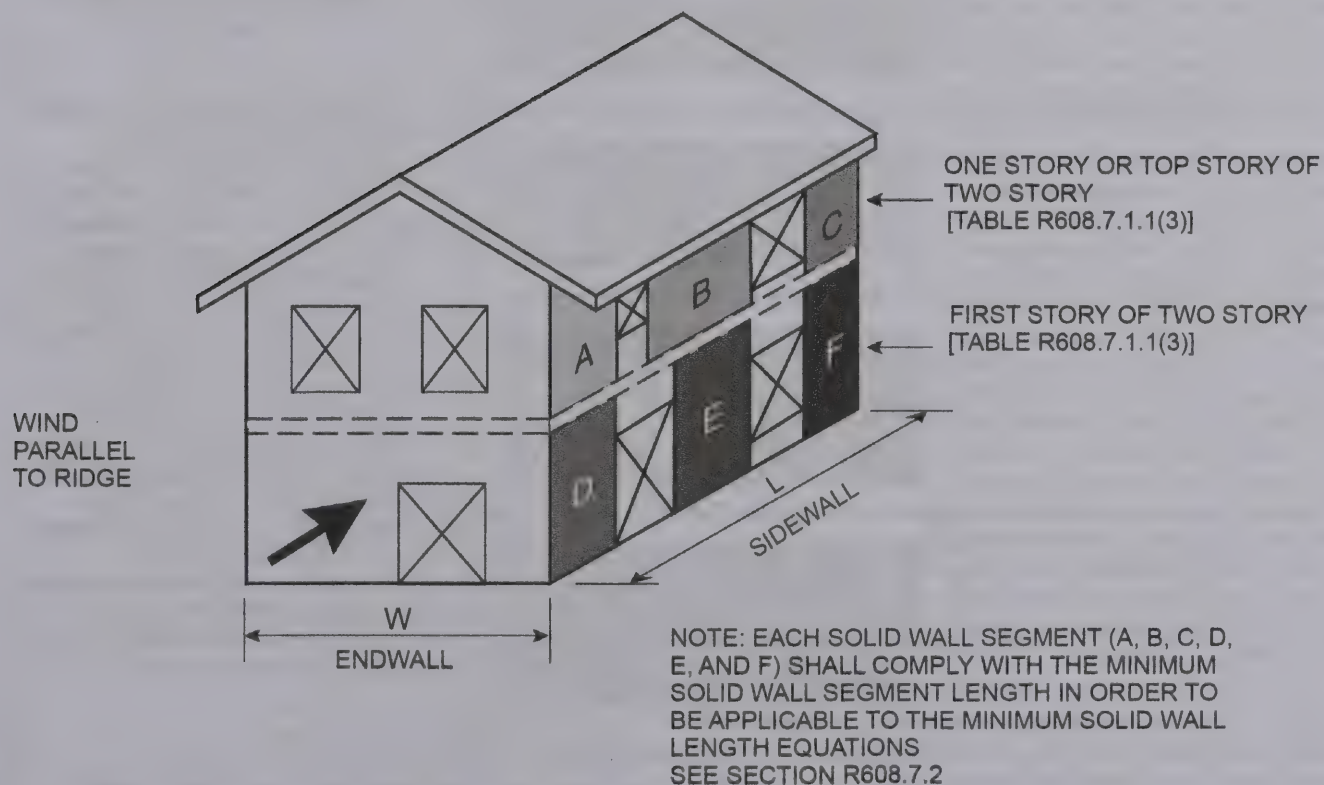 ONE STORY OR TOP STORY OF
TWO STORY
[TABLE R608.7.1.1(3)]
C
B
A
FIRST STORY OF TWO STORY
[TABLE R608.7.1.1(3)]
F
E
D
WIND
PARALLEL
TO RIDGE
L
SIDEWALL
W
ENDWALL
NOTE: EACH SOLID WALL SEGMENT (A, B, C, D,
E, AND F) SHALL COMPLY WITH THE MINIMUM
SOLID WALL SEGMENT LENGTH IN ORDER TO
BE APPLICABLE TO THE MINIMUM SOLID WALL
LENGTH EQUATIONS
SEE SECTION R608.7.2